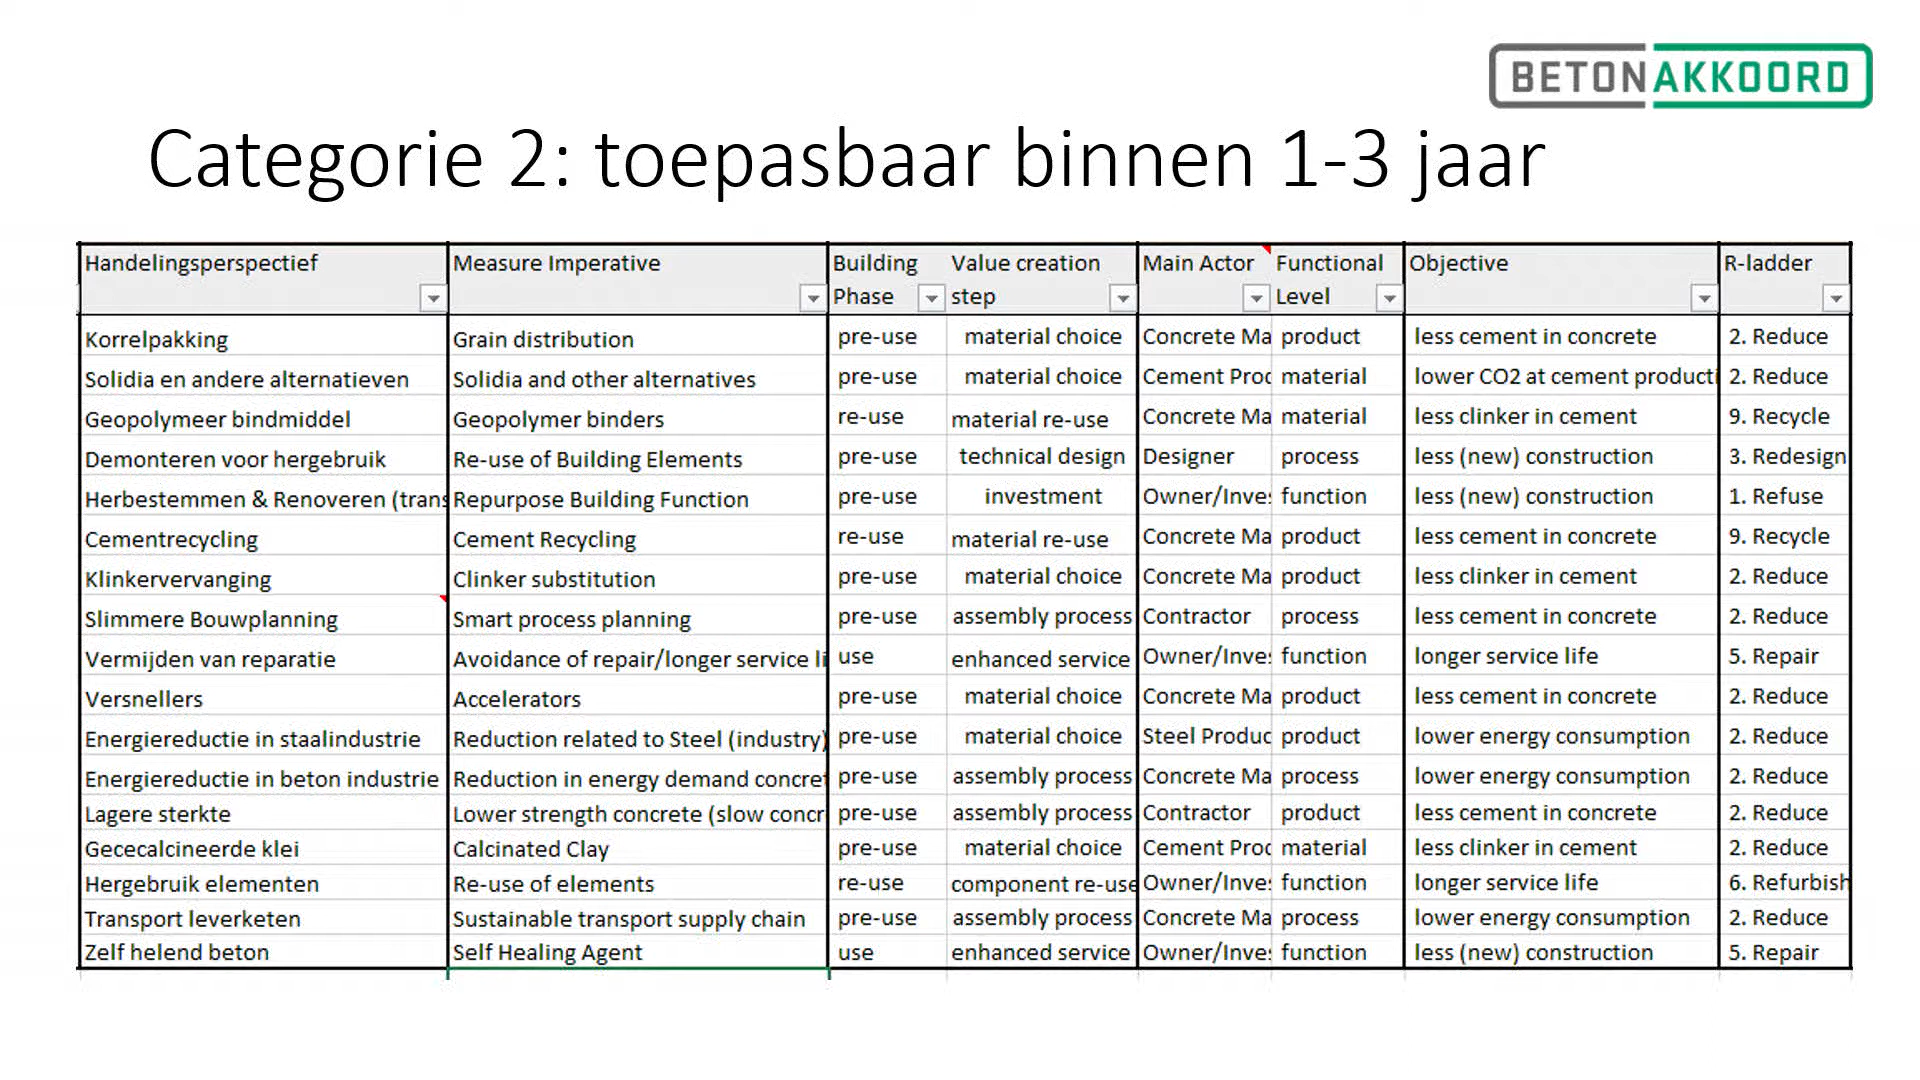 BETONAKKOORD
Categorie 2: toepasbaar binnen 1-3 jaar
Handelingsperspectief Measure Imperative Building Phase Value creation step Main Actor Functional Level Objective R-ladder
Korrelpakking Grain distribution pre-use material choice Concrete Ma product less cement in concrete 2. Reduce
Solidia en andere alternatieven Solidia and other alternatives pre-use material choice Cement Proc material lower CO2 at cement producti 2. Reduce
Geopolymeer bindmiddel Geopolymer binders re-use material re-use Concrete Ma material less clinker in cement 9. Recycle
Demonteren voor hergebruik Re-use of Building Elements pre-use technical design Designer process less (new) construction 3. Redesign
Herbestemmen & Renoveren (trans Repurpose Building Function pre-use investment Owner/Inves function less (new) construction 1. Refuse
Cementrecycling Cement Recycling re-use material re-use Concrete Ma product less cement in concrete 9. Recycle
Klinkervervanging Clinker substitution pre-use material choice Concrete Ma product less clinker in cement 2. Reduce
Slimmere Bouwplanning Smart process planning pre-use assembly process Contractor process less cement in concrete 2. Reduce
Vermijden van reparatie Avoidance of repair/longer service li use enhanced service Owner/Inves function longer service life 5. Repair
Versnellers Accelerators pre-use material choice Concrete Ma product less cement in concrete 2. Reduce
Energiereductie in staalindustrie Reduction related to Steel (industry) pre-use material choice Steel Produc product lower energy consumption 2. Reduce
Energiereductie in beton industrie Reduction in energy demand concret pre-use assembly process Concrete Ma process lower energy consumption 2. Reduce
Lagere sterkte Lower strength concrete (slow concr pre-use assembly process Contractor product less cement in concrete 2. Reduce
Gececalcineerde klei Calcinated Clay pre-use material choice Cement Proc material less clinker in cement 2. Reduce
Hergebruik elementen Re-use of elements re-use component re-use Owner/Inves function longer service life 6. Refurbish
Transport leverketen Sustainable transport supply chain pre-use assembly process Concrete Ma process lower energy consumption 2. Reduce
Zelf helend beton Self Healing Agent use enhanced service Owner/Inves function less (new) construction 5. Repair